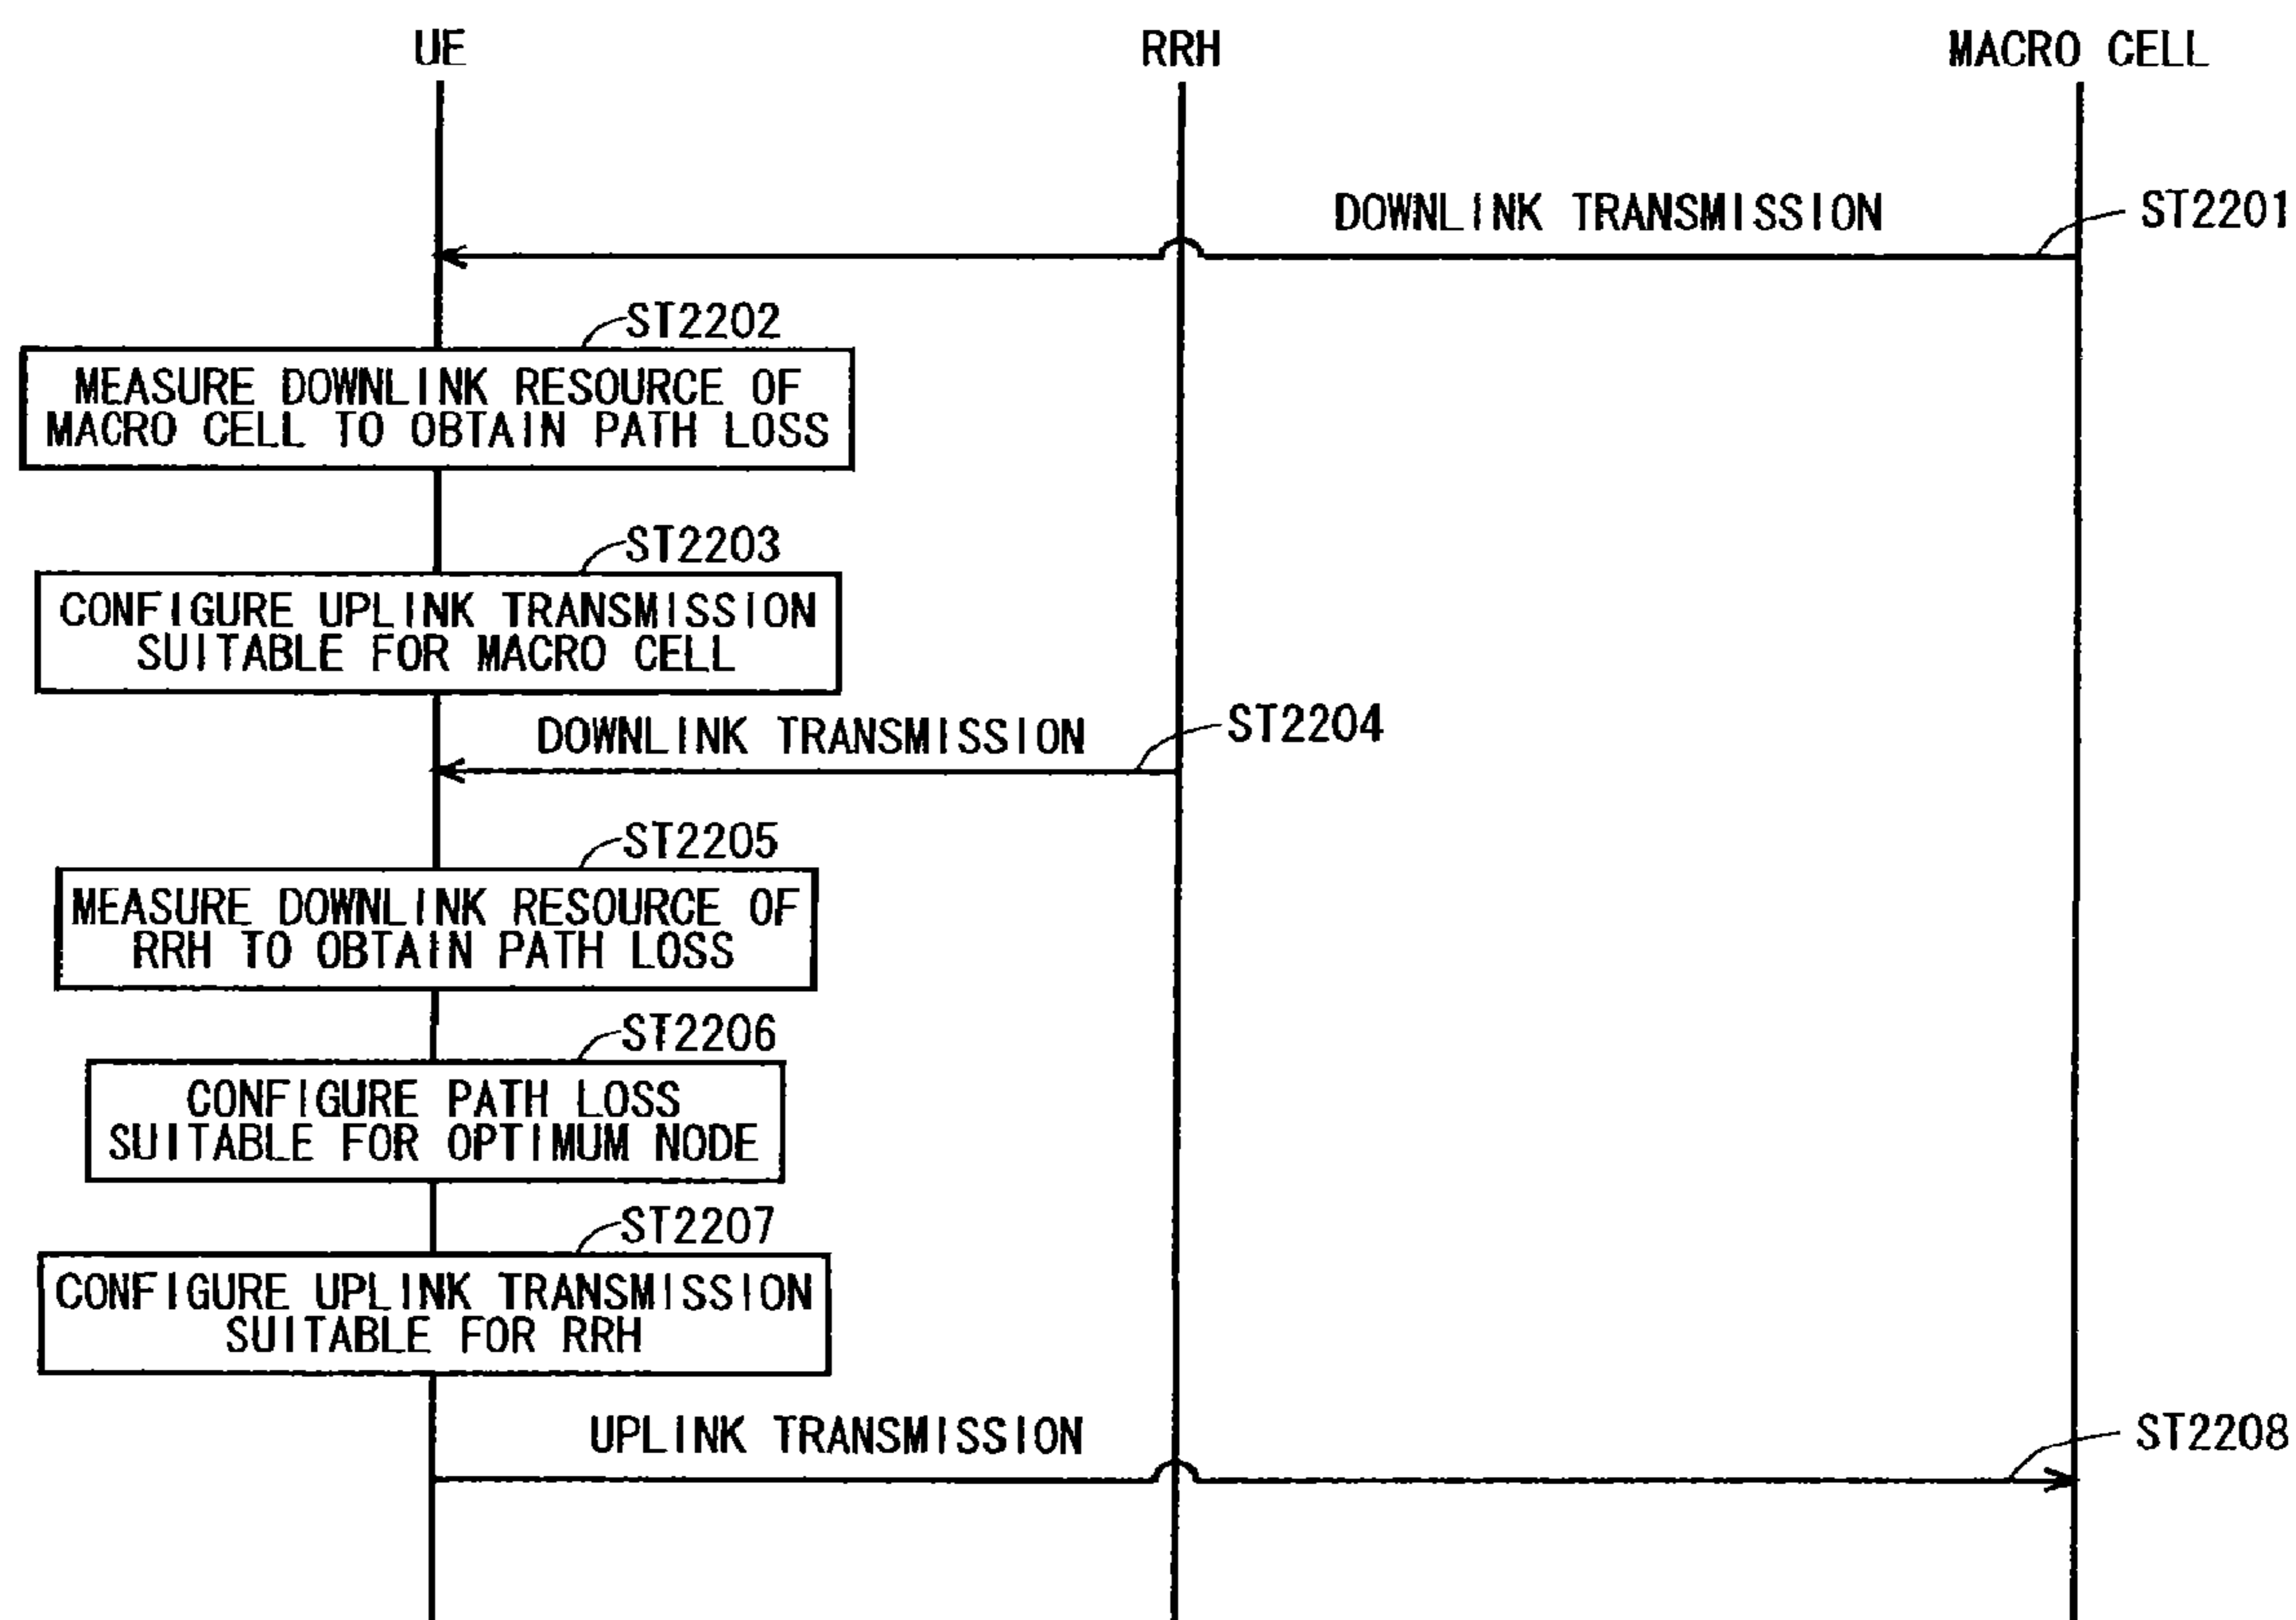 UE
RRH
MACRO CELL
DOWNLINK TRANSMISSION
ST2201
ST2202
MEASURE DOWNLINK RESOURCE OF
MACRO CELL TO OBTAIN PATH LOSS
ST2203
CONFIGURE UPLINK TRANSMISSION
SUITABLE FOR MACRO CELL
DOWNLINK TRANSMISSION
ST2204
ST2205
MEASURE DOWNLINK RESOURCE OF
RRH TO OBTAIN PATH LOSS
ST2206
CONFIGURE PATH LOSS
SUITABLE FOR OPTIMUM NODE
ST2207
CONFIGURE UPLINK TRANSMISSION
SUITABLE FOR RRH
UPLINK TRANSMISSION
ST2208